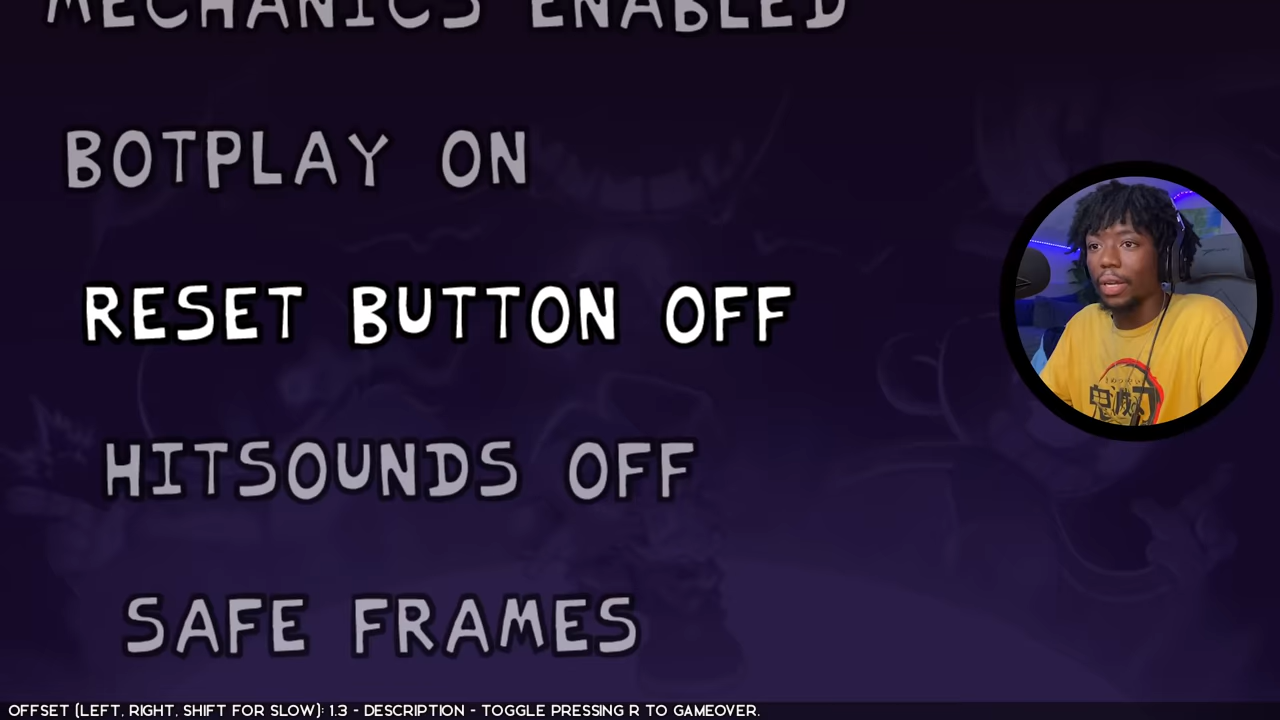 MECHANICS ENABLED
BOTPLAY ON
RESET BUTTON OFF
HITSOUNDS OFF
SAFE FRAMES
OFFSET (LEFT, RIGHT, SHIFT FOR SLOW): 1.3 - DESCRIPTION - TOGGLE PRESSING R TO GAMEOVER.